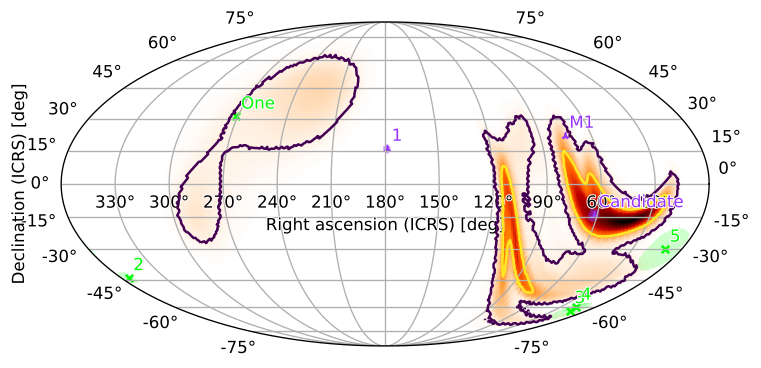 75° 75°
60° 60°
45° 45°
30° 30°
15° 15°
0° 0°
-15° -15°
-30° -30°
-45° -45°
-60° -60°
-75° -75°
330° 300° 270° 240° 210° 180° 150° 120° 90° 60°
Right ascension (ICRS) [deg]
Declination (ICRS) [deg]
One
1
M1
Candidate
2
5
3
4